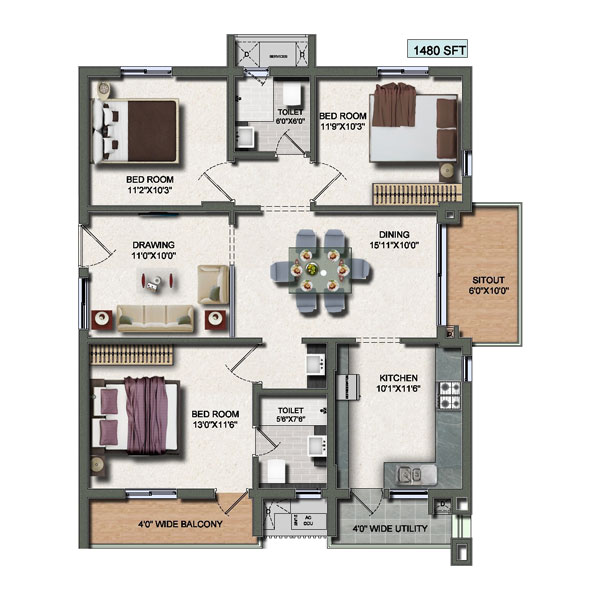 1480 SFT
SERVICES
TOILET
6'0"X6'0"
BED ROOM
11'9"X10'3"
BED ROOM
11'2"X10'3"
DRAWING
11'0"X10'0"
DINING
15'11"X10'0"
SITOUT
6'0"X10'0"
KITCHEN
10'1"X11'6"
BED ROOM
13'0"X11'6"
TOILET
5'6"X7'6"
4'0" WIDE BALCONY
AC
ODU
4'0" WIDE UTILITY